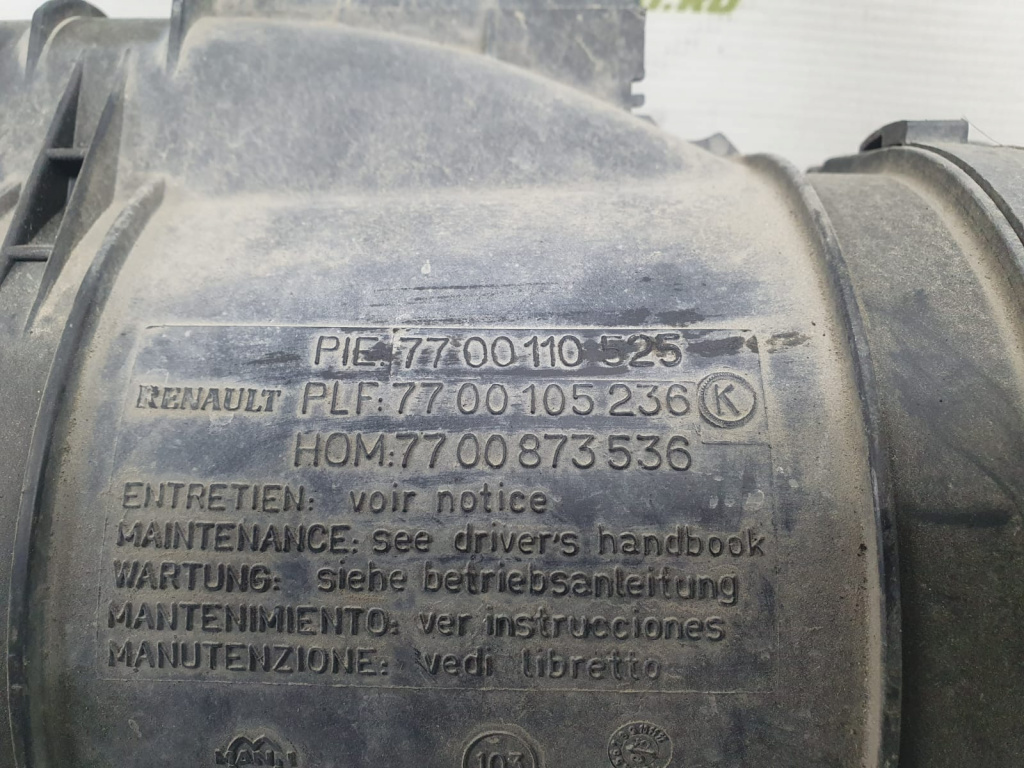 PIE: 77 00 110 525
RENAULT PLF: 77 00 105 236 K
HOM: 77 00 873 536
ENTRETIEN: voir notice
MAINTENANCE: see driver's handbook
WARTUNG: siehe betriebsanleitung
MANTENIMIENTO: ver instrucciones
MANUTENZIONE: vedi libretto
MANN 103